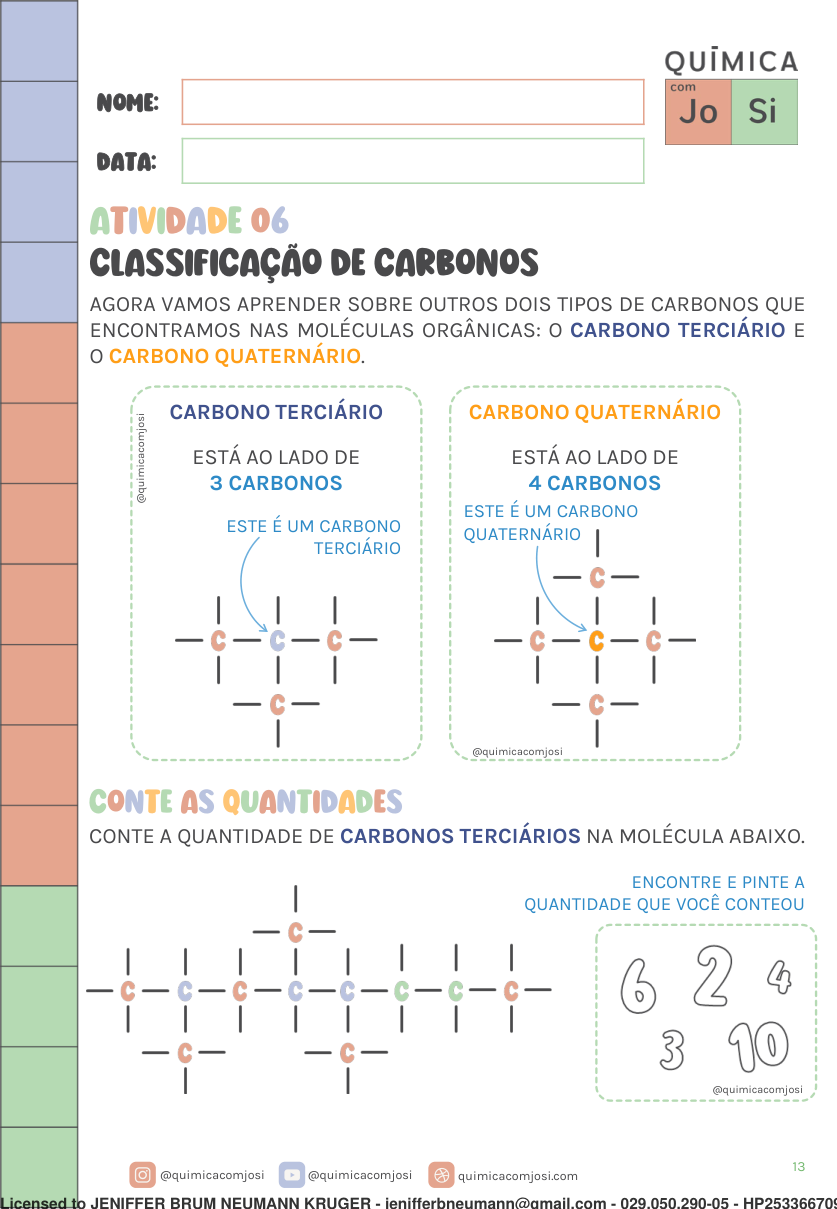 QUÍMICA
com
Jo Si
NOME:
DATA:
ATIVIDADE 06
CLASSIFICAÇÃO DE CARBONOS
AGORA VAMOS APRENDER SOBRE OUTROS DOIS TIPOS DE CARBONOS QUE
ENCONTRAMOS NAS MOLÉCULAS ORGÂNICAS: O CARBONO TERCIÁRIO E
O CARBONO QUATERNÁRIO.
CARBONO TERCIÁRIO
ESTÁ AO LADO DE
3 CARBONOS
@quimicacomjosi
ESTE É UM CARBONO
TERCIÁRIO
C C C
C
CARBONO QUATERNÁRIO
ESTÁ AO LADO DE
4 CARBONOS
ESTE É UM CARBONO
QUATERNÁRIO
C
C C C
C
@quimicacomjosi
CONTE AS QUANTIDADES
CONTE A QUANTIDADE DE CARBONOS TERCIÁRIOS NA MOLÉCULA ABAIXO.
ENCONTRE E PINTE A
QUANTIDADE QUE VOCÊ CONTEOU
C
C C C C C C C C
C C
6 2 4
3 10
@quimicacomjosi
@quimicacomjosi @quimicacomjosi quimicacomjosi.com
13
Licensed to JENIFFER BRUM NEUMANN KRUGER - jenifferbneumann@gmail.com - 029.050.290-05 - HP253366709